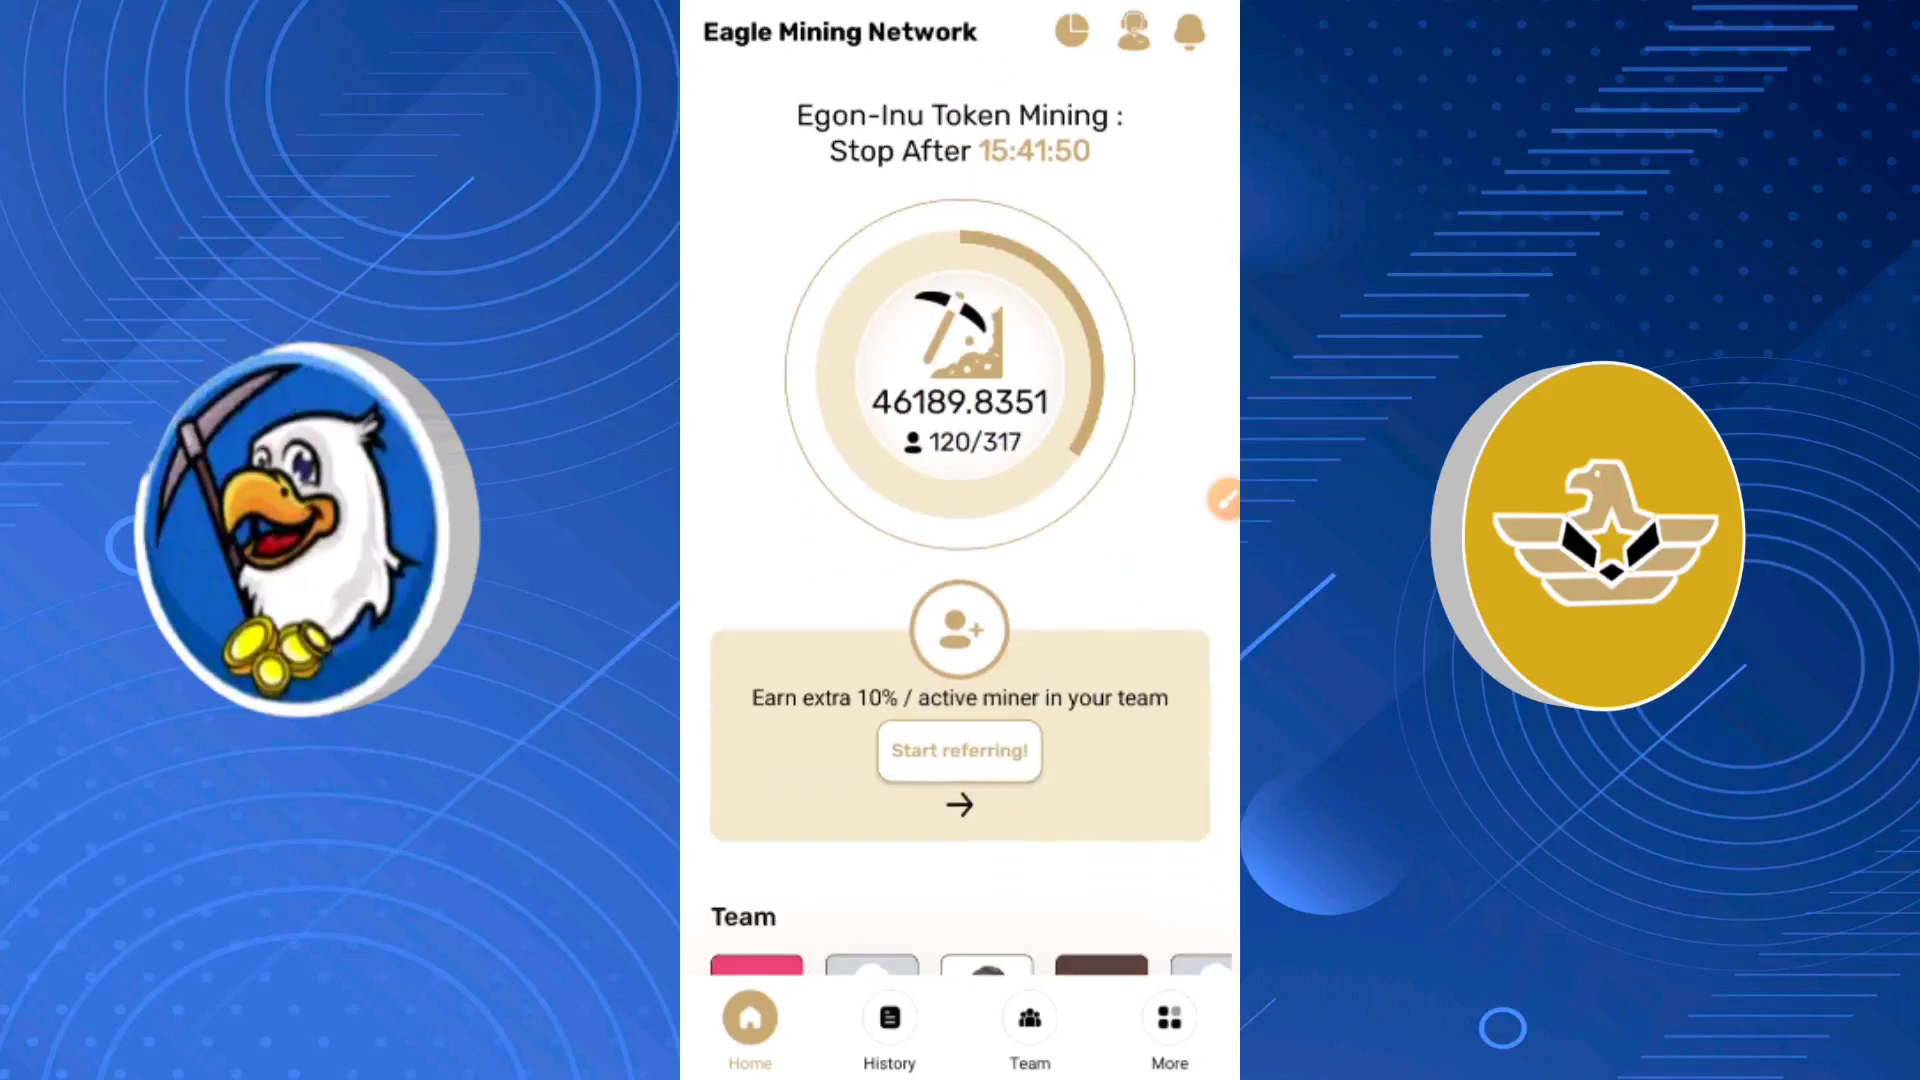 Eagle Mining Network
Egon-Inu Token Mining :
Stop After 15:41:50
46189.8351
120/317
Earn extra 10% / active miner in your team
Start referring!
Team
Home
History
Team
More